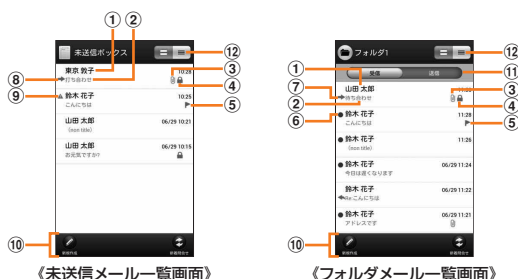 ① ②
未送信ボックス
⑫
東京 敦子 10:28
⑧ 打ち合わせ ③
④
⑨ 鈴木 花子 10:25
こんにちは ⑤
山田 太郎 06/29 10:21
(non title)
山田 花子 06/29 10:15
お元気ですか?
⑩
新規作成 新着問合せ
《未送信メール一覧画面》
フォルダ1
⑫
① 受信 送信 ⑪
山田 太郎 ③
⑦ 待ち合わせ
② ④
⑥ 鈴木 花子 11:28
こんにちは ⑤
鈴木 花子 11:26
(non title)
鈴木 花子 06/29 11:24
今日は遅くなります
鈴木 花子 06/29 11:22
Re:こんにちは
鈴木 花子 06/29 11:21
アドレスです
⑩
新規作成 新着問合せ
《フォルダメール一覧画面》